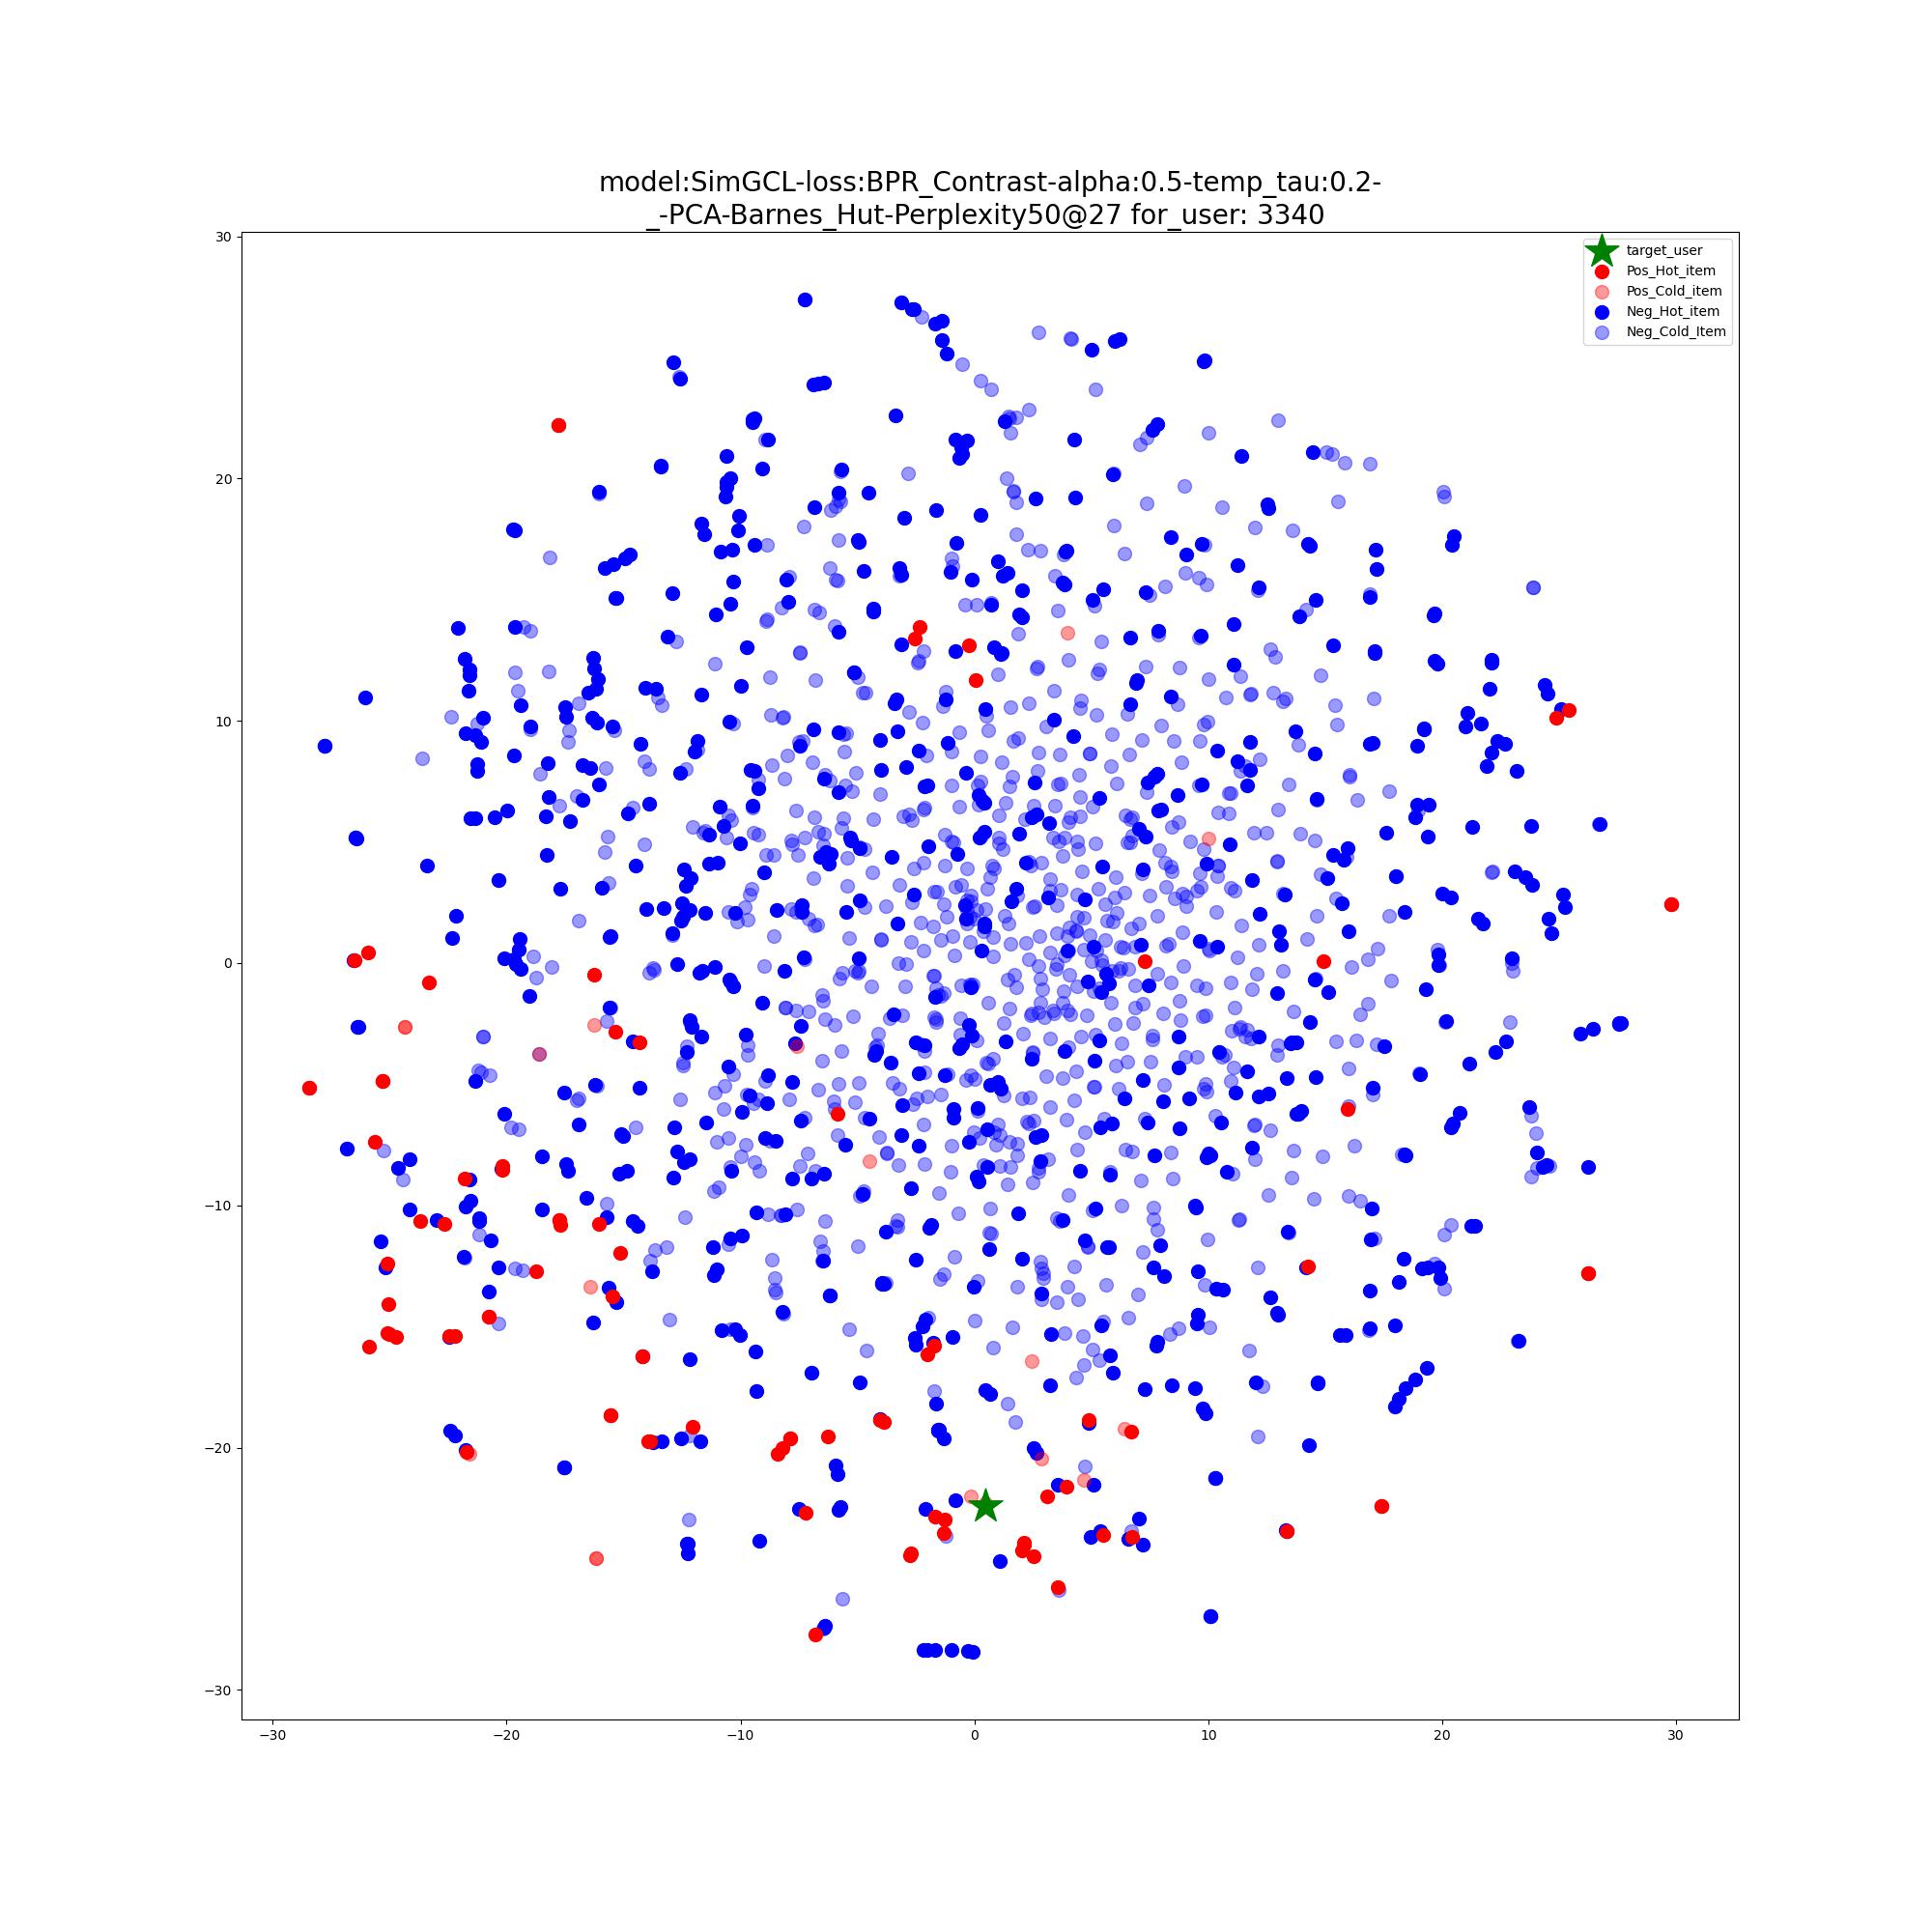 model:SimGCL-loss:BPR_Contrast-alpha:0.5-temp_tau:0.2-
_-PCA-Barnes_Hut-Perplexity50@27 for_user: 3340
target_user
Pos_Hot_item
Pos_Cold_item
Neg_Hot_item
Neg_Cold_Item
30
20
10
0
−10
−20
−30
−30 −20 −10 0 10 20 30